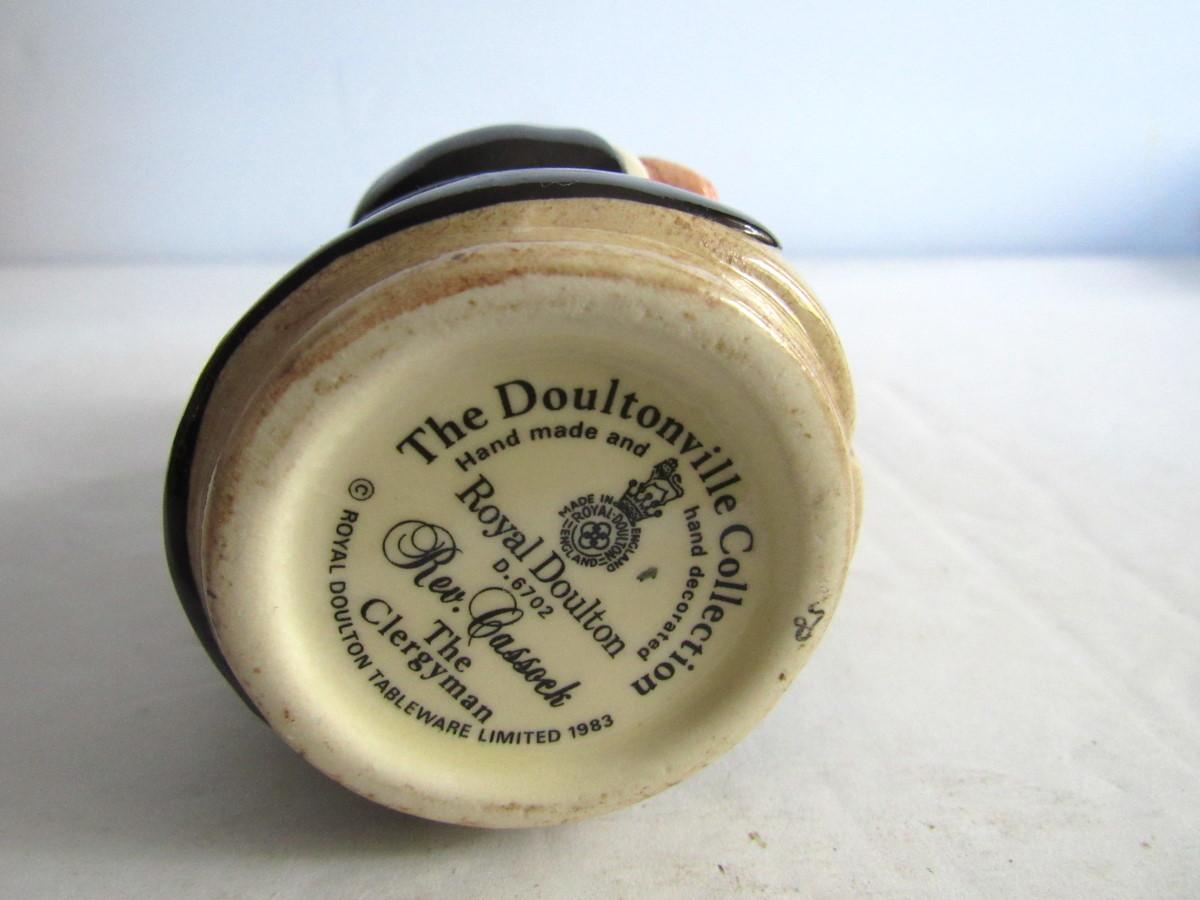 The Doultonville Collection
Hand made and hand decorated
MADE IN ENGLAND
ROYAL·DOULTON
ENGLAND
Royal Doulton
D.6702
Rev. Cassock
The
Clergyman
© ROYAL DOULTON TABLEWARE LIMITED 1983